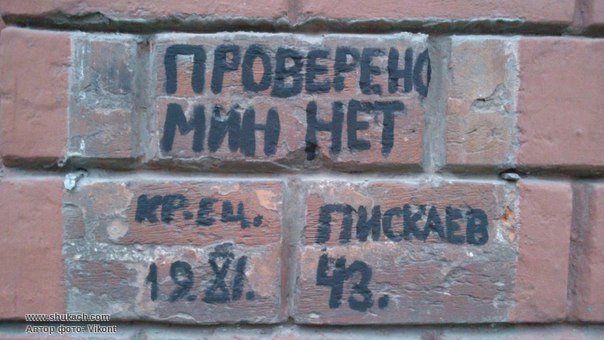 ПРОВЕРЕНО
МИН НЕТ
КР.ЕЦ. ПИСКАЕВ
19.XI. 43.
www.shukach.com
Автор фото: Vikont